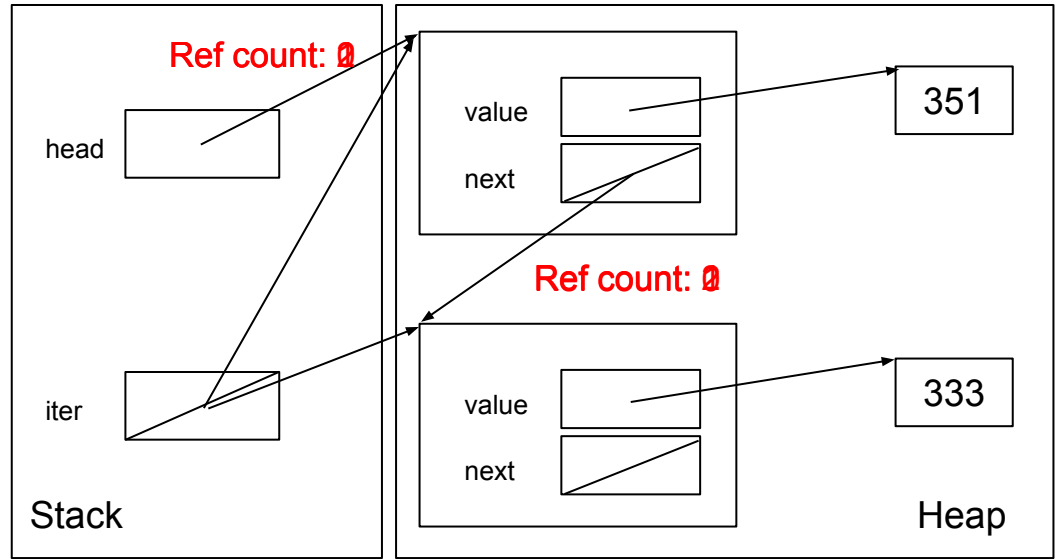 Ref count:
head
value
351
next
Ref count:
iter
value
333
next
Stack
Heap